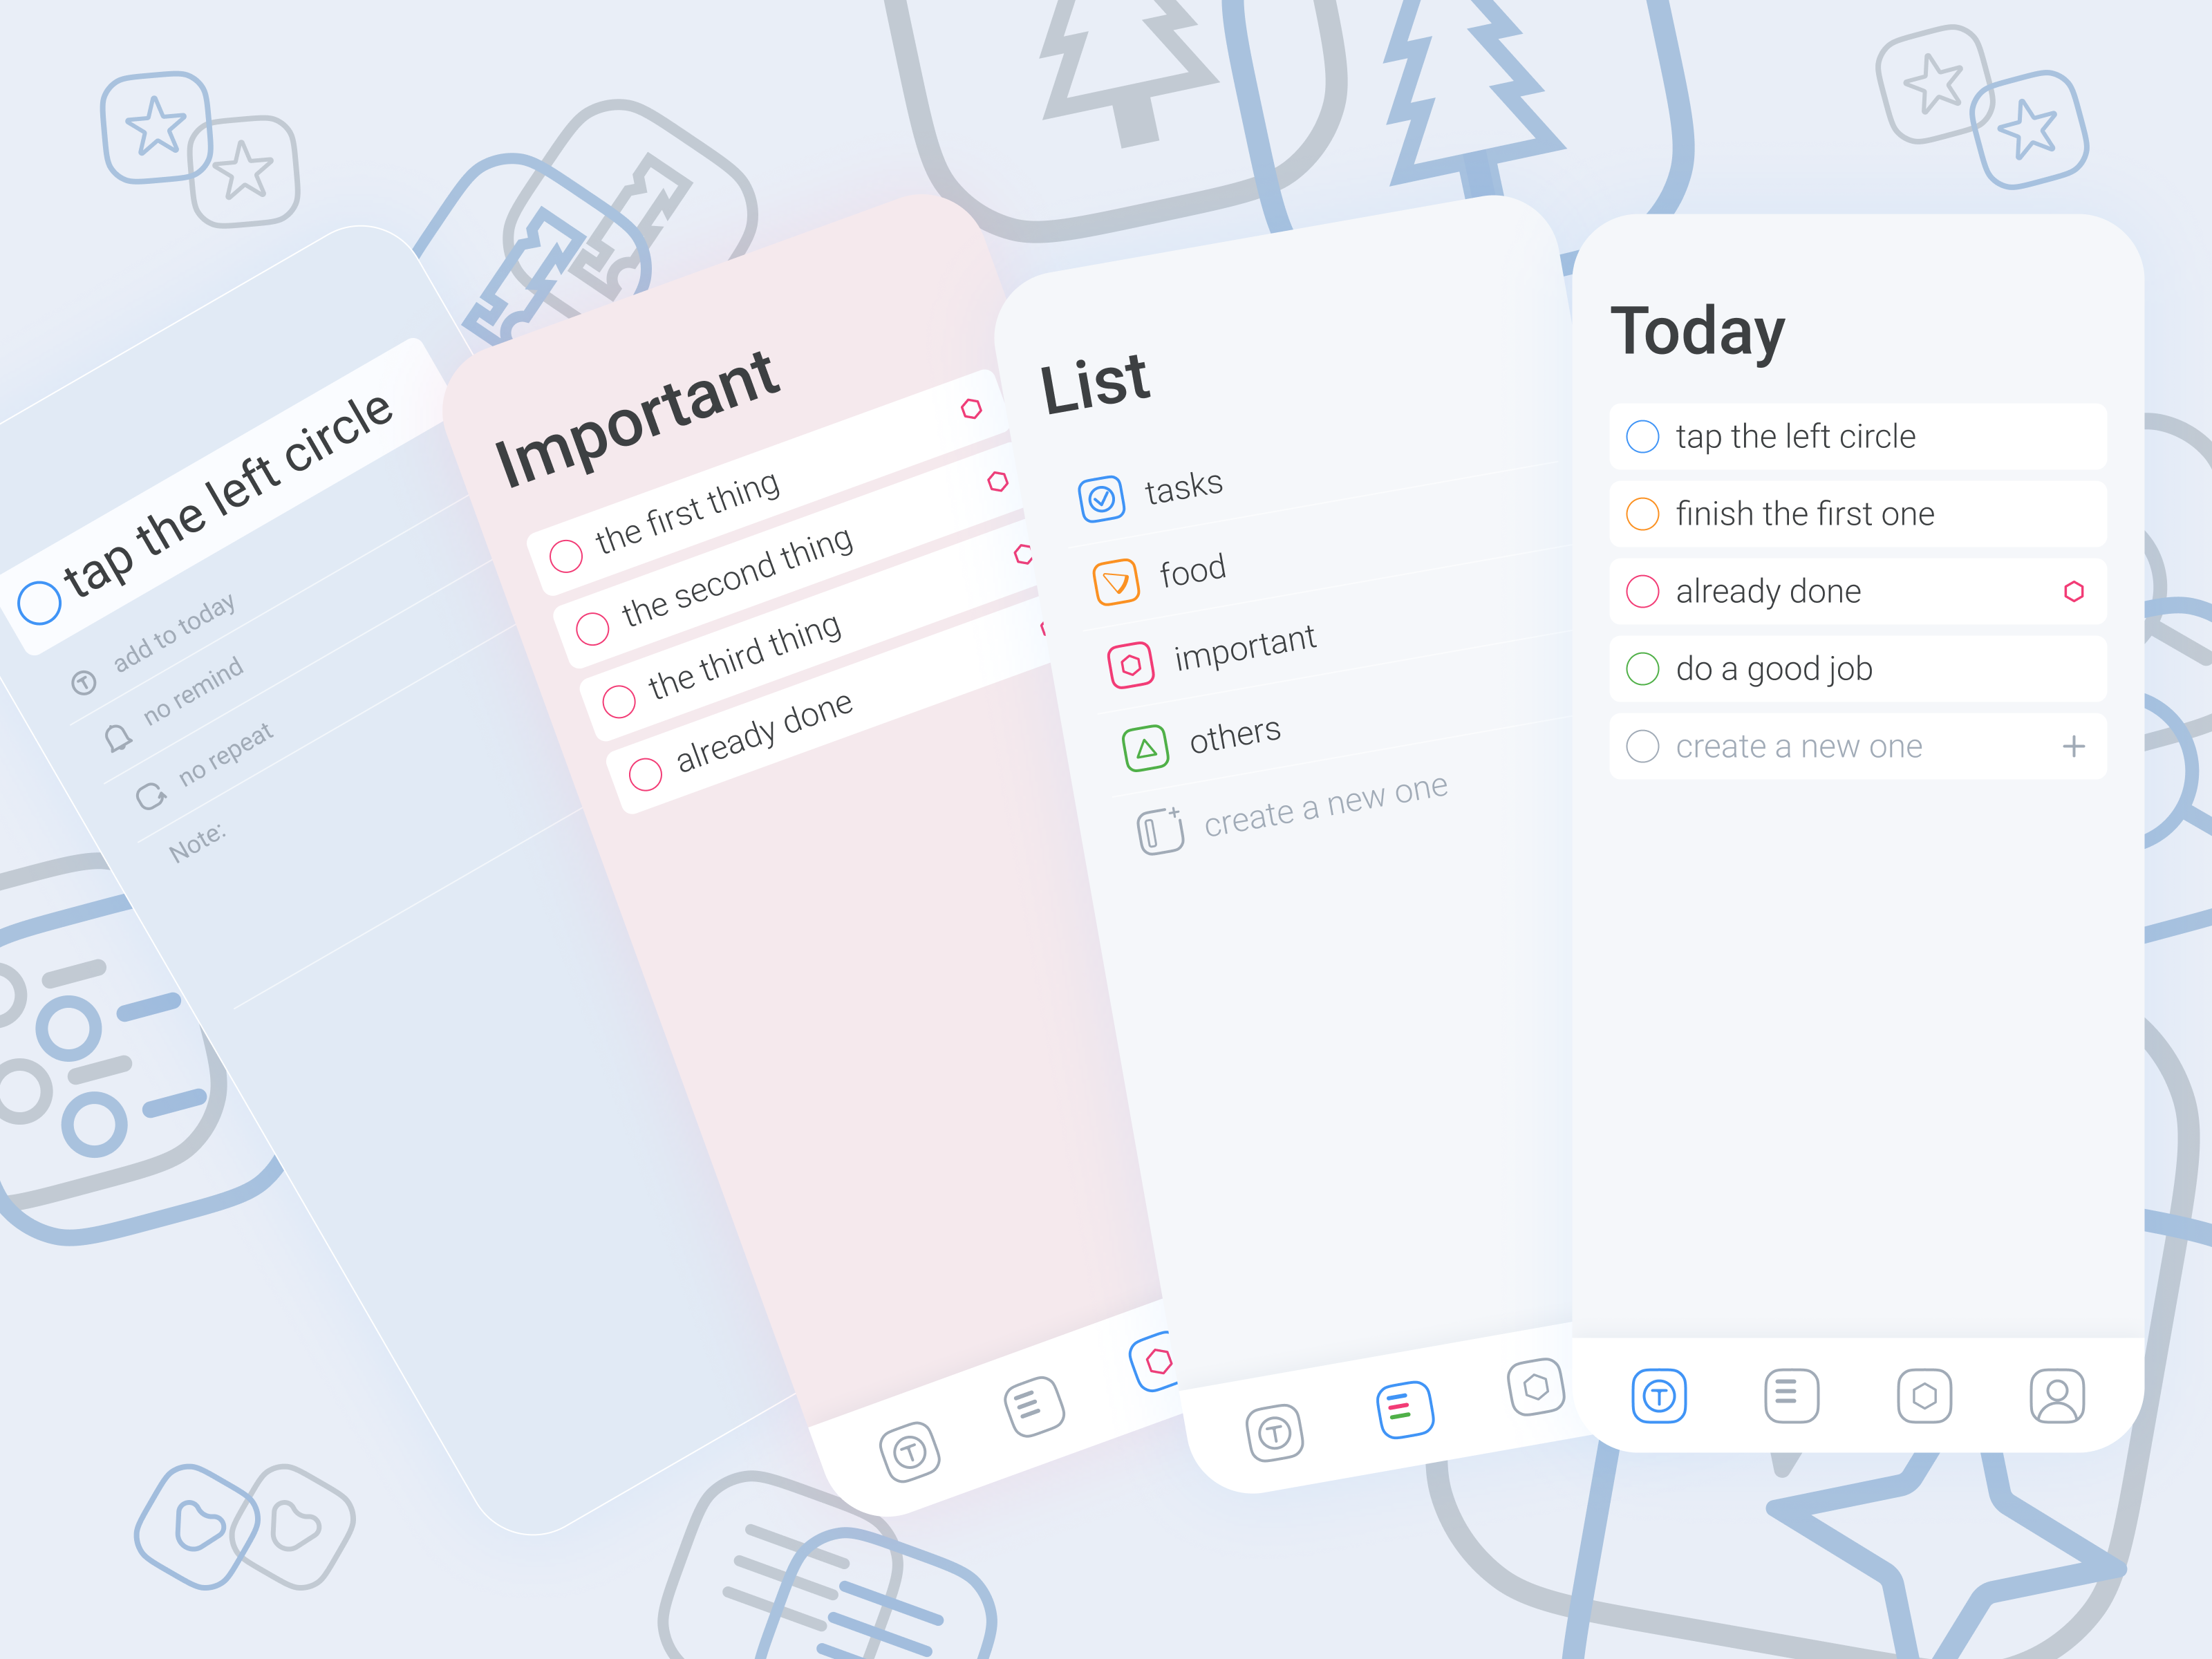 tap the left circle
add to today
no remind
no repeat
Note:
Important
the first thing
the second thing
the third thing
already done
T
List
tasks
food
important
others
create a new one
T
Today
tap the left circle
finish the first one
already done
do a good job
create a new one
T